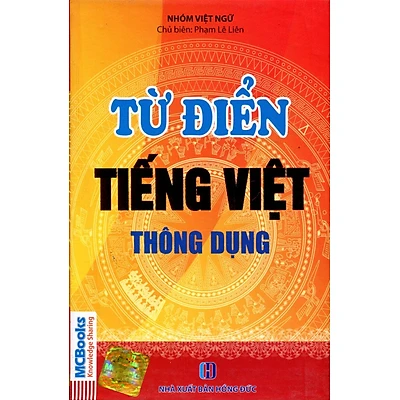 NHÓM VIỆT NGỮ
Chủ biên: Phạm Lê Liên
TỪ ĐIỂN
TIẾNG VIỆT
THÔNG DỤNG
MCBooks
Knowledge Sharing
NHÀ XUẤT BẢN HỒNG ĐỨC